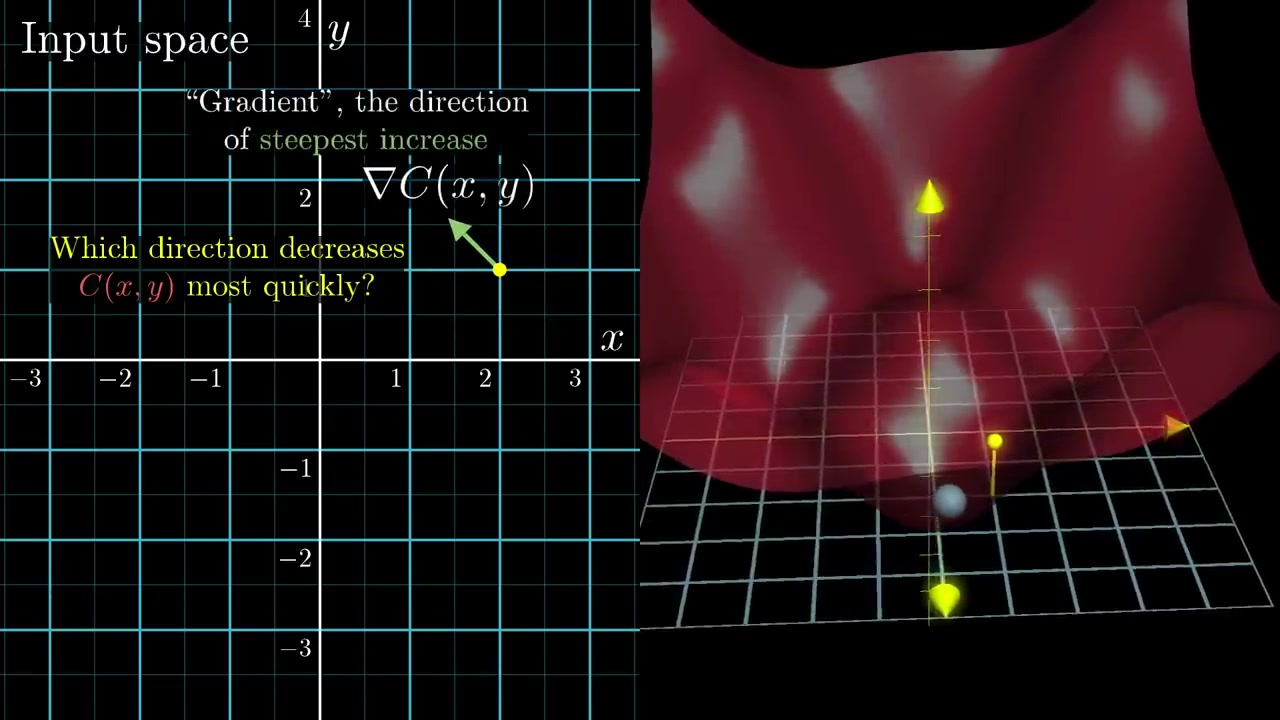 Input space
4
y
“Gradient”, the direction
of steepest increase
∇C(x, y)
2
Which direction decreases
C(x, y) most quickly?
x
−3 −2 −1 1 2 3
−1
−2
−3